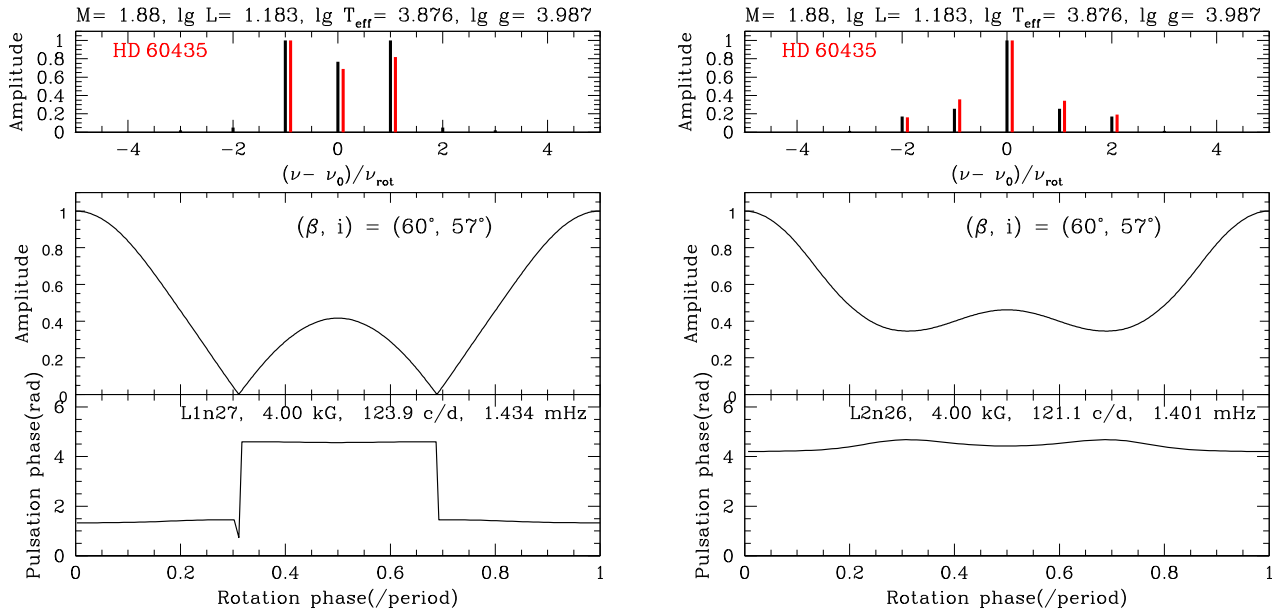 M= 1.88, lg L= 1.183, lg Teff= 3.876, lg g= 3.987
HD 60435
Amplitude
1
0.8
0.6
0.4
0.2
0
−4 −2 0 2 4
(ν− ν0)/νrot
(β, i) = (60°, 57°)
Amplitude
1
0.8
0.6
0.4
0.2
0
L1n27, 4.00 kG, 123.9 c/d, 1.434 mHz
Pulsation phase(rad)
6
4
2
0
0 0.2 0.4 0.6 0.8 1
Rotation phase(/period)
M= 1.88, lg L= 1.183, lg Teff= 3.876, lg g= 3.987
HD 60435
Amplitude
1
0.8
0.6
0.4
0.2
0
−4 −2 0 2 4
(ν− ν0)/νrot
(β, i) = (60°, 57°)
Amplitude
1
0.8
0.6
0.4
0.2
0
L2n26, 4.00 kG, 121.1 c/d, 1.401 mHz
Pulsation phase(rad)
6
4
2
0
0 0.2 0.4 0.6 0.8 1
Rotation phase(/period)